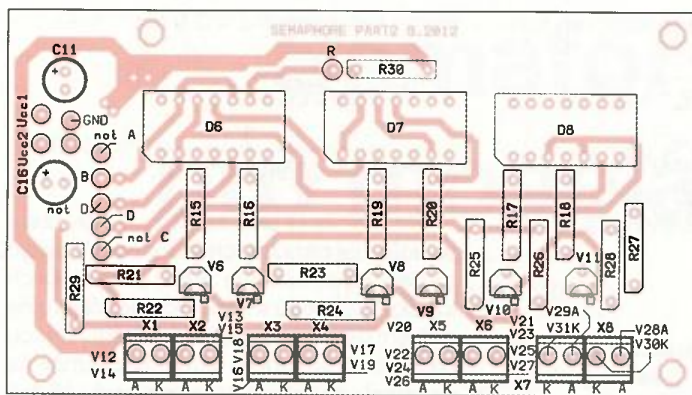 SEMAPHORE PART2 8.2012
C11
+
R
R30
Ucc1
GND
D6
D7
D8
not A
Ucc2
C16
+
B
not D
D
not C
R15
R16
R19
R20
R17
R18
R29
R21
V6
R23
V8
R25
R26
V11
R28
R27
R22
V7
R24
V9
V10
V29A
X1
X2
V13
V15
X3
X4
V20
X5
X6
V21
V23
V31K
X8
V28A
V30K
V12
V14
V16
V18
V17
V19
V22
V24
V26
V25
V27
X7
A K A K
A K A K
A K A K
A K K A